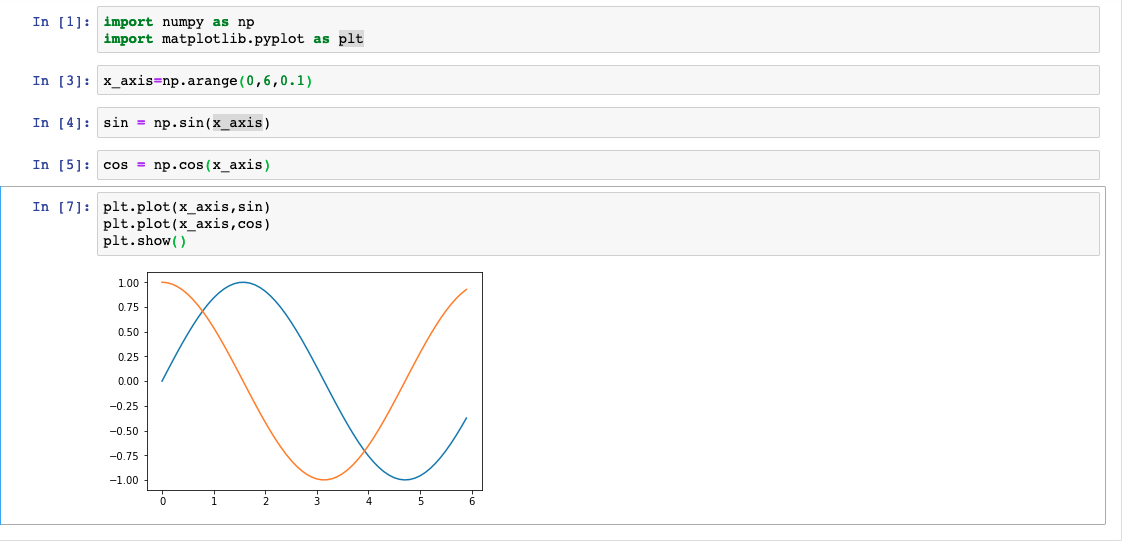 In [1]: import numpy as np
import matplotlib.pyplot as plt
In [3]: x_axis=np.arange(0,6,0.1)
In [4]: sin = np.sin(x_axis)
In [5]: cos = np.cos(x_axis)
In [7]: plt.plot(x_axis,sin)
plt.plot(x_axis,cos)
plt.show()
1.00
0.75
0.50
0.25
0.00
−0.25
−0.50
−0.75
−1.00
0 1 2 3 4 5 6